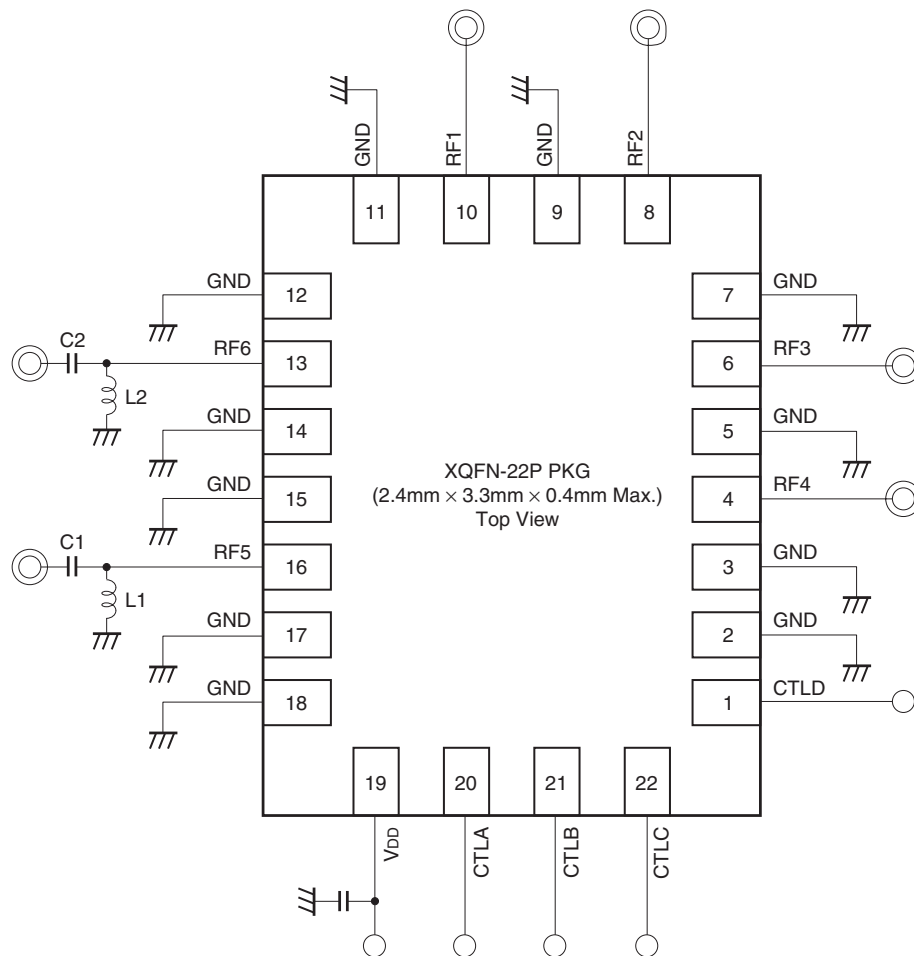 GND
RF1
GND
RF2
11
10
9
8
GND
12
7
GND
C2
RF6
13
6
RF3
L2
GND
14
5
GND
XQFN-22P PKG
(2.4mm × 3.3mm × 0.4mm Max.)
Top View
15
4
RF4
GND
C1
RF5
16
3
GND
L1
GND
17
2
GND
GND
18
1
CTLD
19
20
21
22
VDD
CTLA
CTLB
CTLC